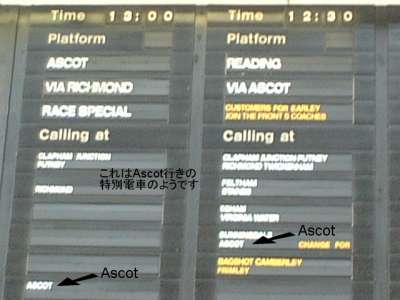 Time 13:00
Platform
ASCOT
VIA RICHMOND
RACE SPECIAL
Calling at
CLAPHAM JUNCTION
PUTNEY
RICHMOND
これはAscot行きの
特別電車のようです
Ascot
ASCOT
Time 12:30
Platform
READING
VIA ASCOT
CUSTOMERS FOR EARLEY
JOIN THE FRONT 8 COACHES
Calling at
CLAPHAM JUNCTION PUTNEY
RICHMOND TWICKENHAM
FELTHAM
STAINES
EGHAM
VIRGINIA WATER
SUNNINGDALE
Ascot
ASCOT CHANGE FOR
BAGSHOT CAMBERLEY
FRIMLEY